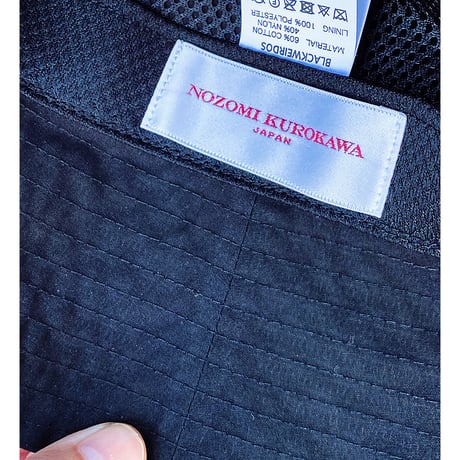 BLACKWEIRDOS
MATERIAL 60% COTTON
40% NYLON
LINING 100% POLYESTER
NOZOMI KUROKAWA
JAPAN